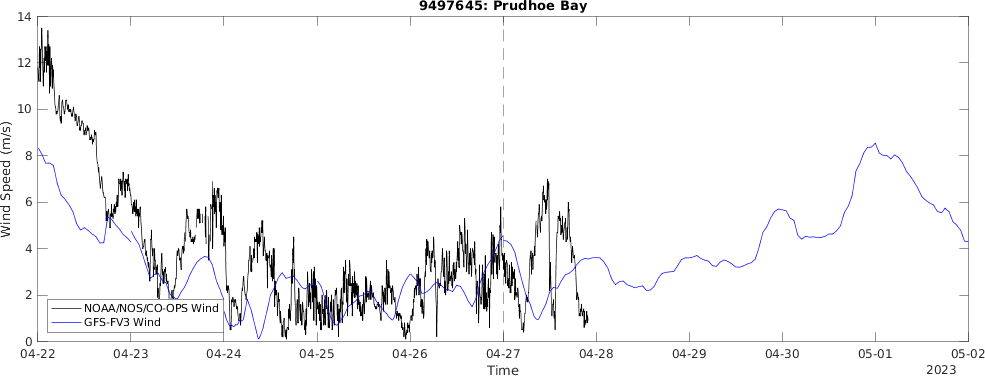 9497645: Prudhoe Bay
Wind Speed (m/s)
14
12
10
8
6
4
2
0
NOAA/NOS/CO-OPS Wind
GFS-FV3 Wind
04-22 04-23 04-24 04-25 04-26 04-27 04-28 04-29 04-30 05-01 05-02
Time
2023